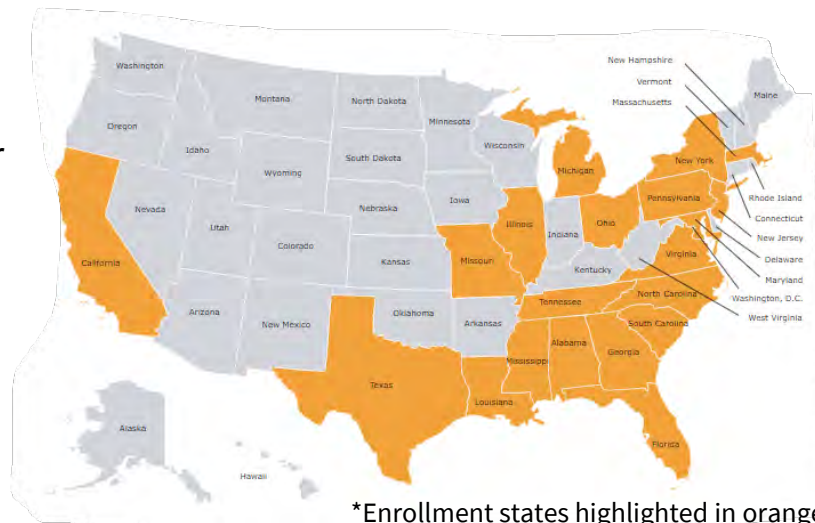 New Hampshire
Vermont
Massachusetts
Maine
Washington
Montana
North Dakota
Minnesota
Oregon
Idaho
Wisconsin
South Dakota
Wyoming
Michigan
New York
Rhode Island
Connecticut
New Jersey
Delaware
Maryland
Washington, D.C.
West Virginia
Nebraska
Iowa
Pennsylvania
Nevada
Utah
Illinois
Indiana
Ohio
Colorado
Kansas
Missouri
Kentucky
Virginia
California
Tennessee
North Carolina
Arizona
New Mexico
Oklahoma
Arkansas
South Carolina
Mississippi
Alabama
Georgia
Texas
Louisiana
Florida
Alaska
Hawaii
*Enrollment states highlighted in orange